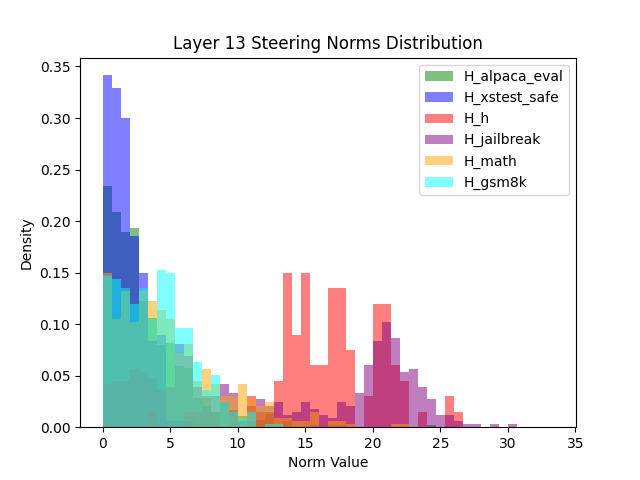 Layer 13 Steering Norms Distribution
H_alpaca_eval
H_xstest_safe
H_h
H_jailbreak
H_math
H_gsm8k
0.35
0.30
0.25
0.20
0.15
0.10
0.05
0.00
Density
0 5 10 15 20 25 30 35
Norm Value